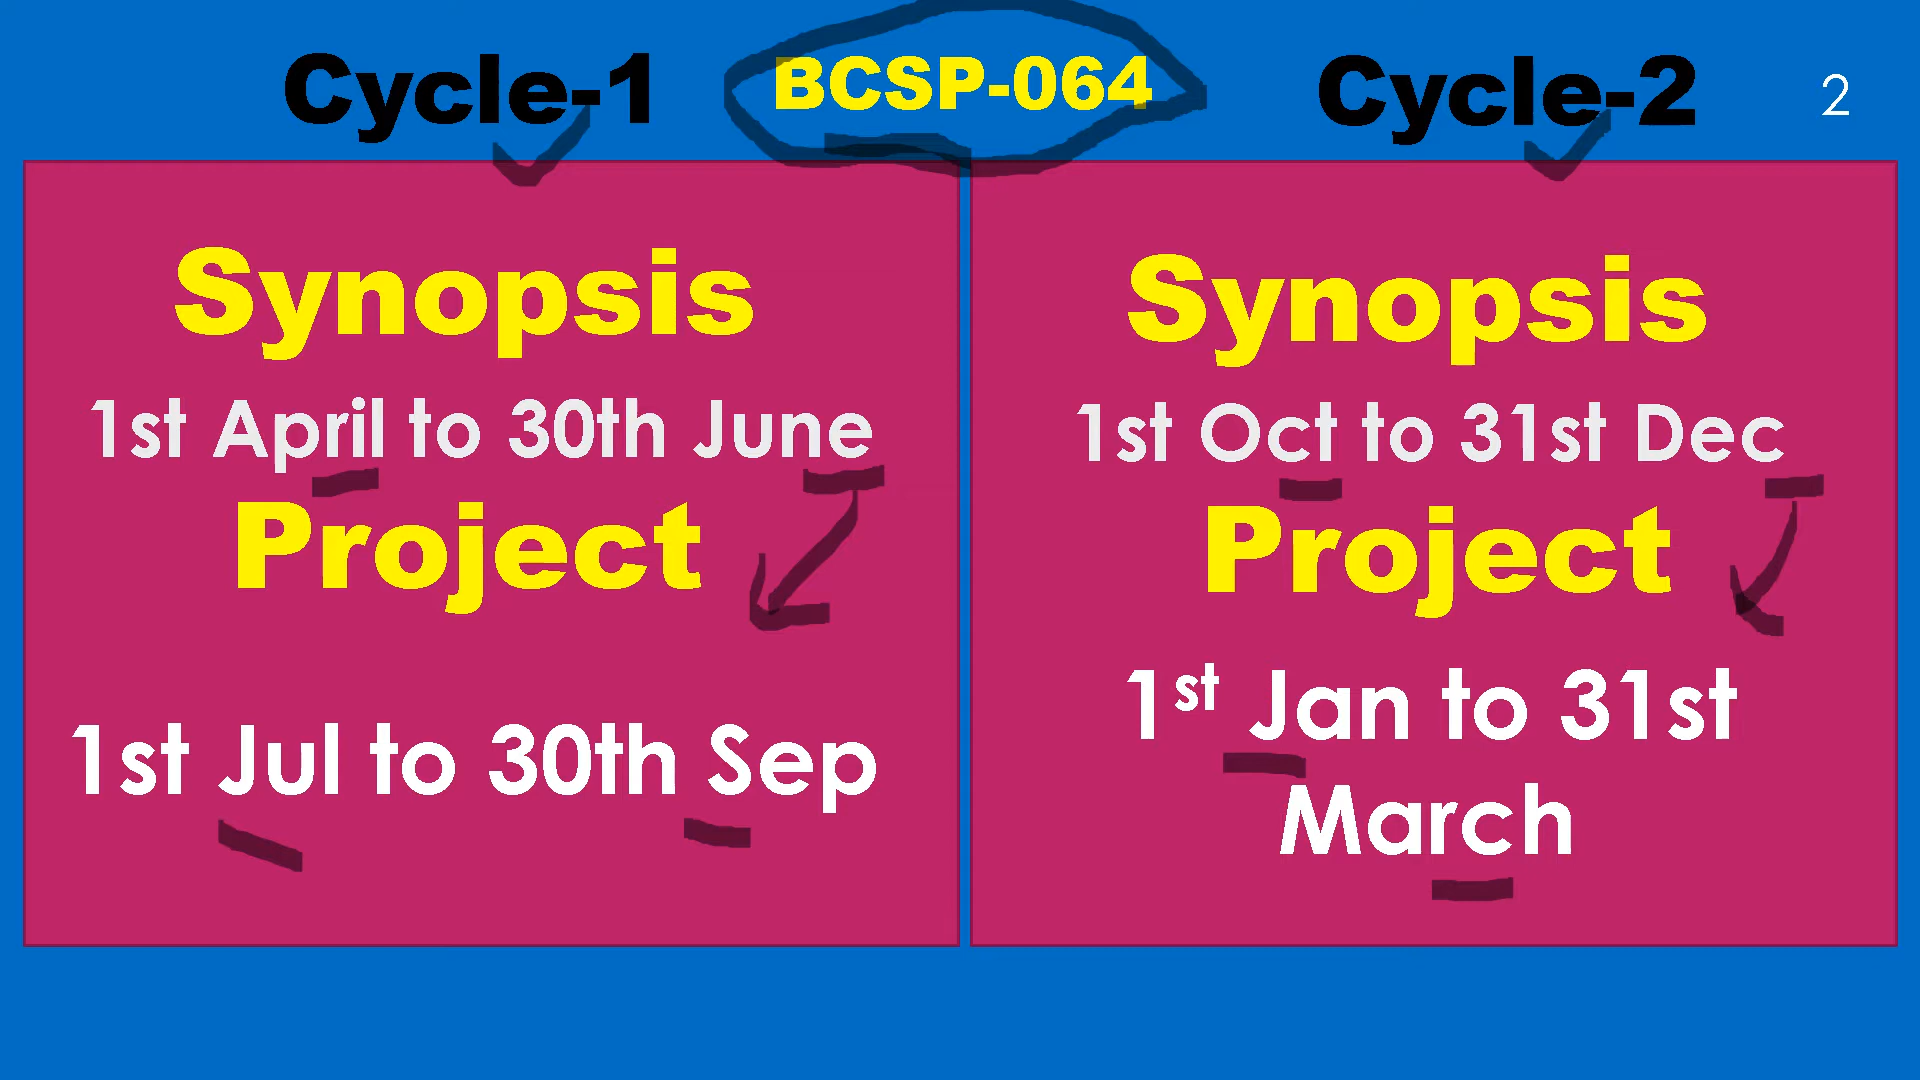 Cycle-1 BCSP-064 Cycle-2 2
Synopsis
1st April to 30th June
Project
1st Jul to 30th Sep
Synopsis
1st Oct to 31st Dec
Project
1st Jan to 31st
March